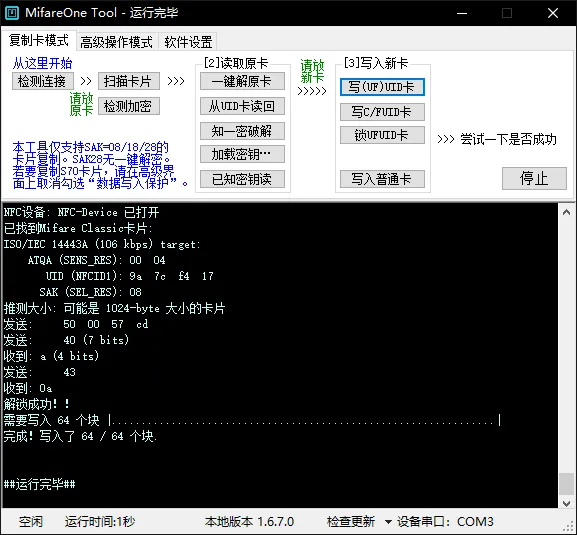 MifareOne Tool - 运行完毕
复制卡模式 高级操作模式 软件设置
从这里开始
检测连接 >> 扫描卡片 >>>
请放
原卡
检测加密
本工具仅支持SAK=08/18/28的
卡片复制。SAK28无一键解密。
若要复制S70卡片，请在高级界
面上取消勾选“数据写入保护”。
[2]读取原卡
一键解原卡
从UID卡读回
知一密破解
加载密钥…
已知密钥读
请放
新卡
>>>>>
[3]写入新卡
写(UF)UID卡
写C/FUID卡
锁UFUID卡
写入普通卡
>>> 尝试一下是否成功
停止
NFC设备: NFC-Device 已打开
已找到Mifare Classic卡片:
ISO/IEC 14443A (106 kbps) target:
ATQA (SENS_RES): 00 04
UID (NFCID1): 9a 7c f4 17
SAK (SEL_RES): 08
推测大小: 可能是 1024-byte 大小的卡片
发送: 50 00 57 cd
发送: 40 (7 bits)
收到: a (4 bits)
发送: 43
收到: 0a
解锁成功!!
需要写入 64 个块 |................................................................|
完成! 写入了 64 / 64 个块.
##运行完毕##
空闲 运行时间:1秒 本地版本 1.6.7.0 检查更新 设备串口: COM3